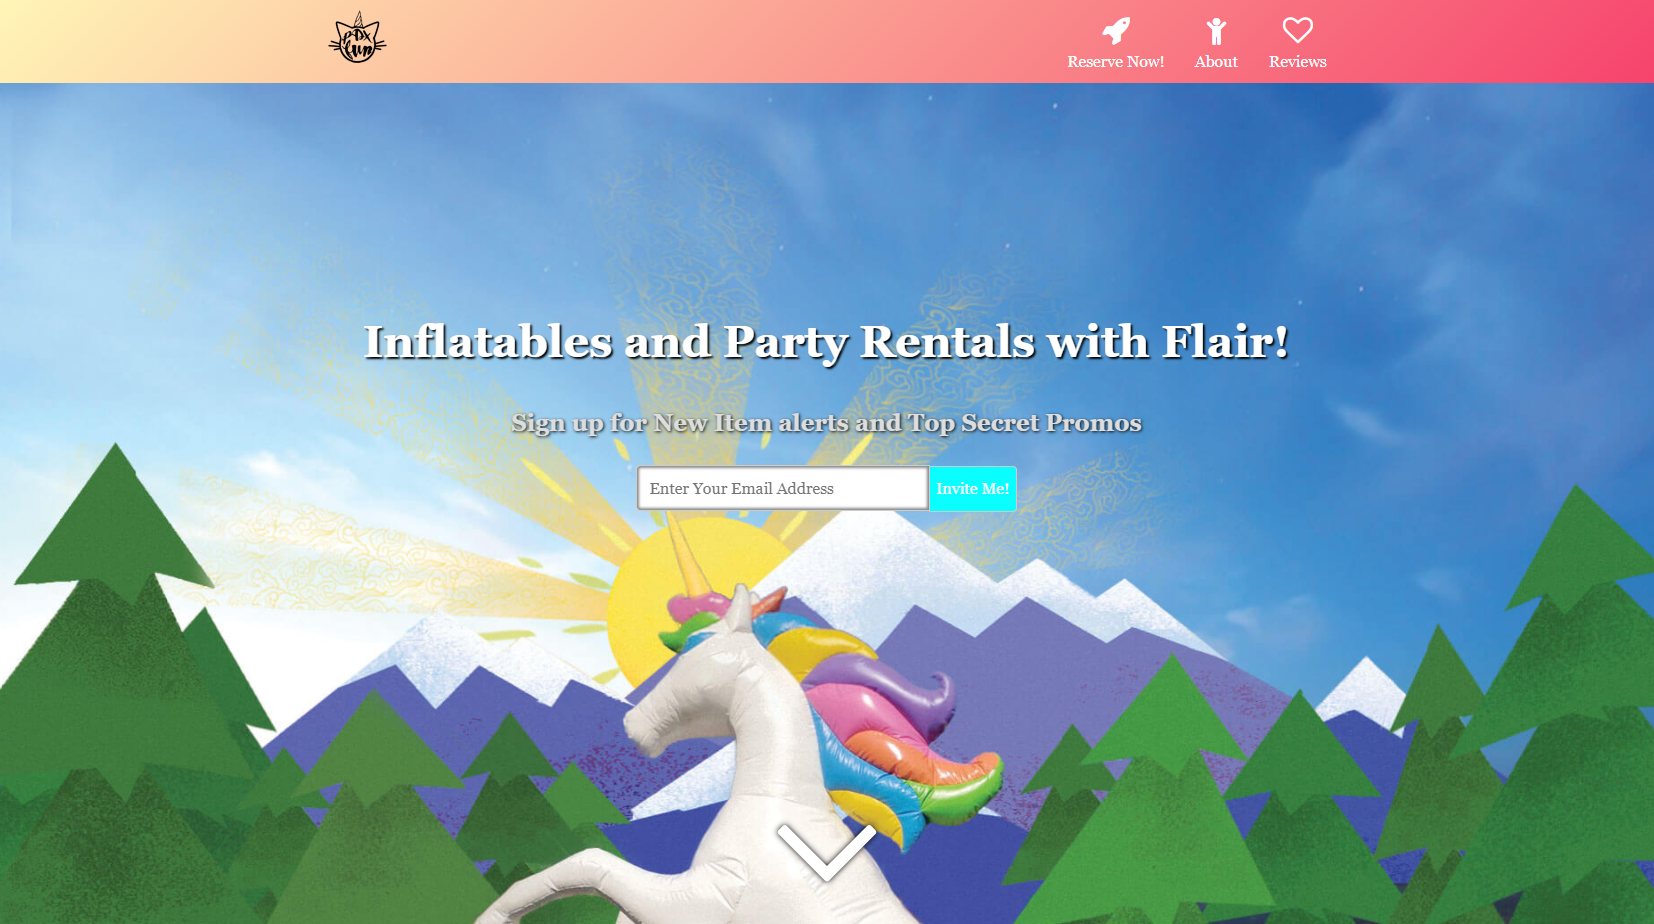 PDX
fun
Reserve Now!
About
Reviews
Inflatables and Party Rentals with Flair!
Sign up for New Item alerts and Top Secret Promos
Enter Your Email Address
Invite Me!